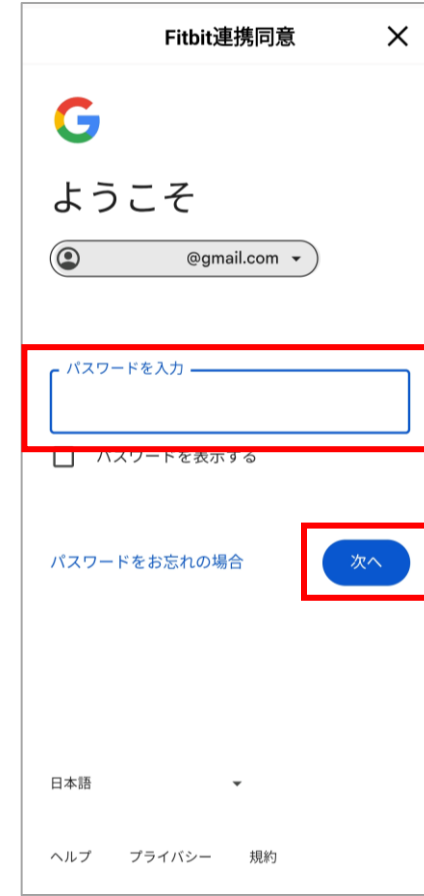 Fitbit連携同意
ようこそ
@gmail.com
パスワードを入力
パスワードを表示する
パスワードをお忘れの場合
次へ
日本語
ヘルプ プライバシー 規約